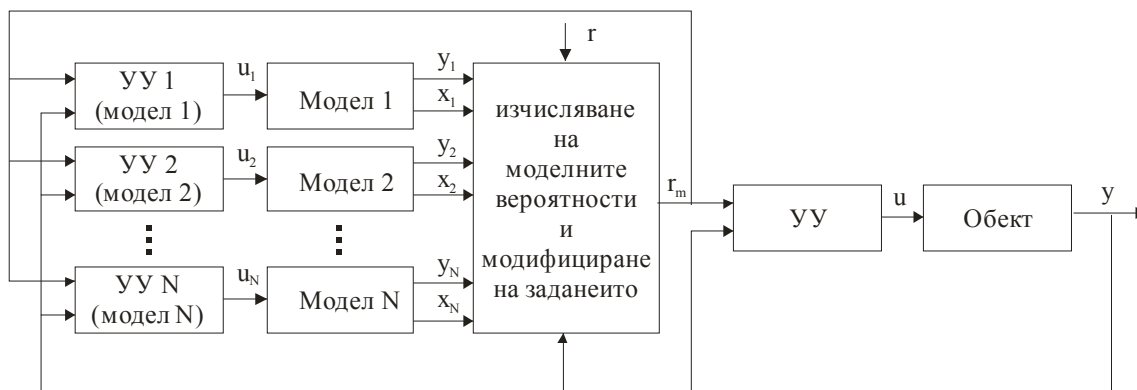 r
УУ 1
(модел 1)
u1
Модел 1
y1
x1
УУ 2
(модел 2)
u2
Модел 2
y2
x2
УУ N
(модел N)
uN
Модел N
yN
xN
изчисляване
на
моделните
вероятности
и
модифициране
на заданеито
rm
УУ
u
Обект
y